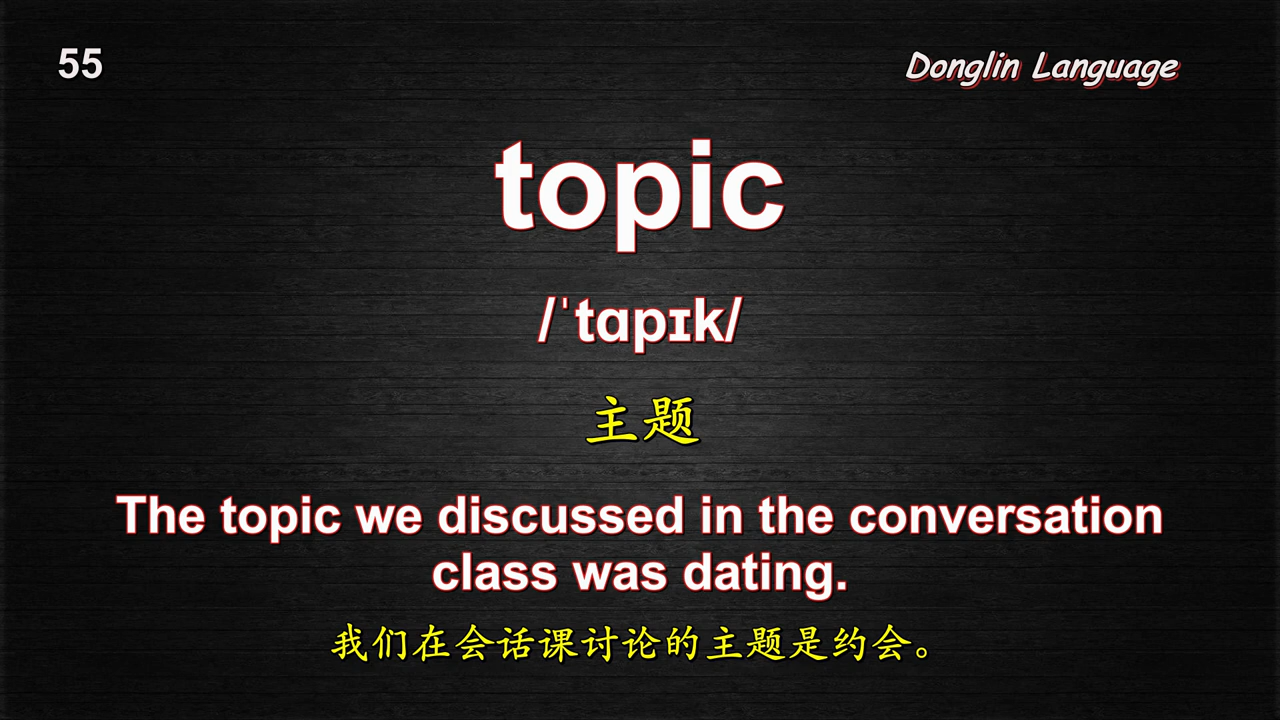 55
Donglin Language
topic
/ˈtɑpɪk/
主题
The topic we discussed in the conversation
class was dating.
我们在会话课讨论的主题是约会。